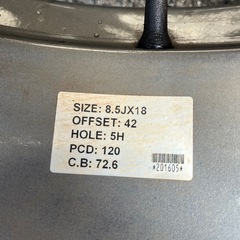 SIZE: 8.5JX18
OFFSET: 42
HOLE: 5H
PCD: 120
C.B: 72.6
*201605*